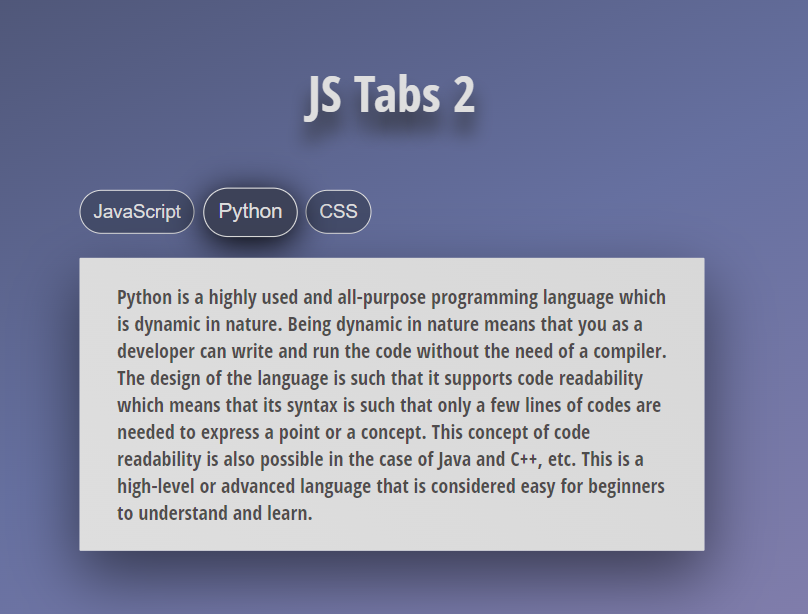 JS Tabs 2
JavaScript Python CSS
Python is a highly used and all-purpose programming language which
is dynamic in nature. Being dynamic in nature means that you as a
developer can write and run the code without the need of a compiler.
The design of the language is such that it supports code readability
which means that its syntax is such that only a few lines of codes are
needed to express a point or a concept. This concept of code
readability is also possible in the case of Java and C++, etc. This is a
high-level or advanced language that is considered easy for beginners
to understand and learn.